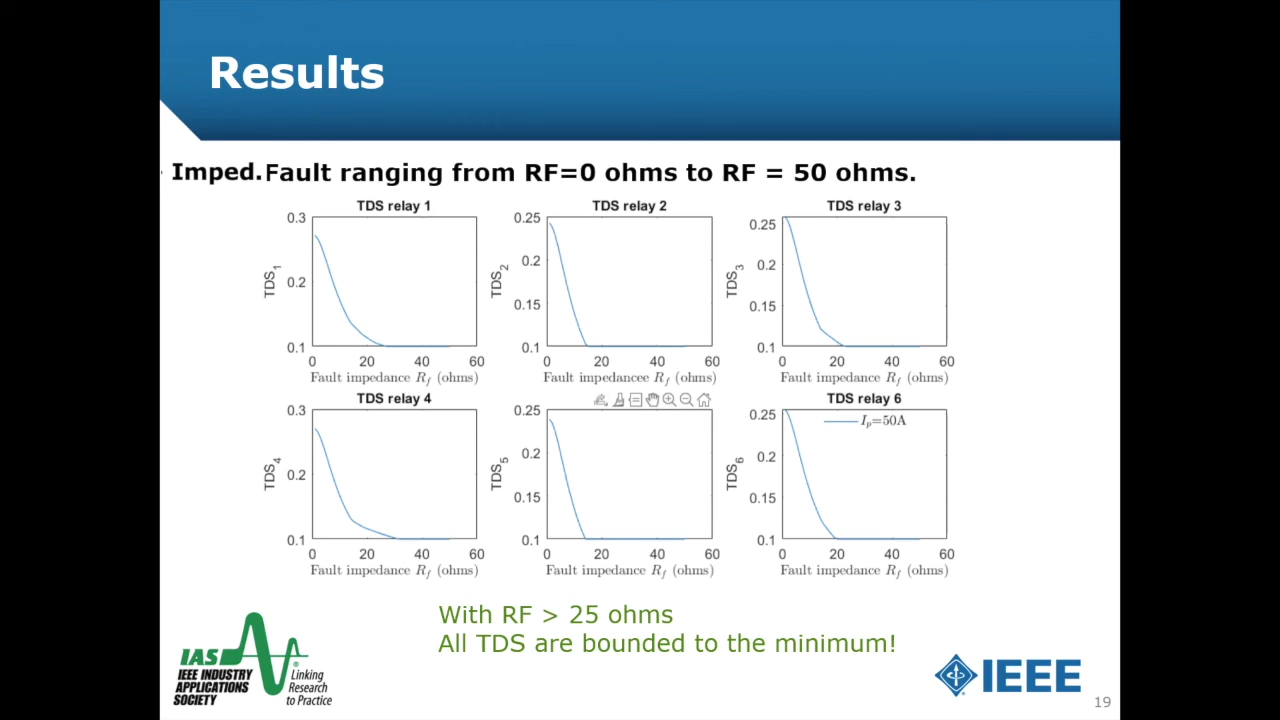 Results
Imped.Fault ranging from RF=0 ohms to RF = 50 ohms.
TDS relay 1
0.3
0.2
0.1
TDS1
0 20 40 60
Fault impedance Rf (ohms)
TDS relay 2
0.25
0.2
0.15
0.1
TDS2
0 20 40 60
Fault impedancee Rf (ohms)
TDS relay 3
0.25
0.2
0.15
0.1
TDS3
0 20 40 60
Fault impedance Rf (ohms)
TDS relay 4
0.3
0.2
0.1
TDS4
0 20 40 60
Fault impedance Rf (ohms)
0.25
0.2
0.15
0.1
TDS5
0 20 40 60
Fault impedance Rf (ohms)
TDS relay 6
Ip=50A
0.25
0.2
0.15
0.1
TDS6
0 20 40 60
Fault impedance Rf (ohms)
With RF > 25 ohms
All TDS are bounded to the minimum!
IAS
IEEE INDUSTRY
APPLICATIONS
SOCIETY
®
Linking
Research
to Practice
IEEE
19